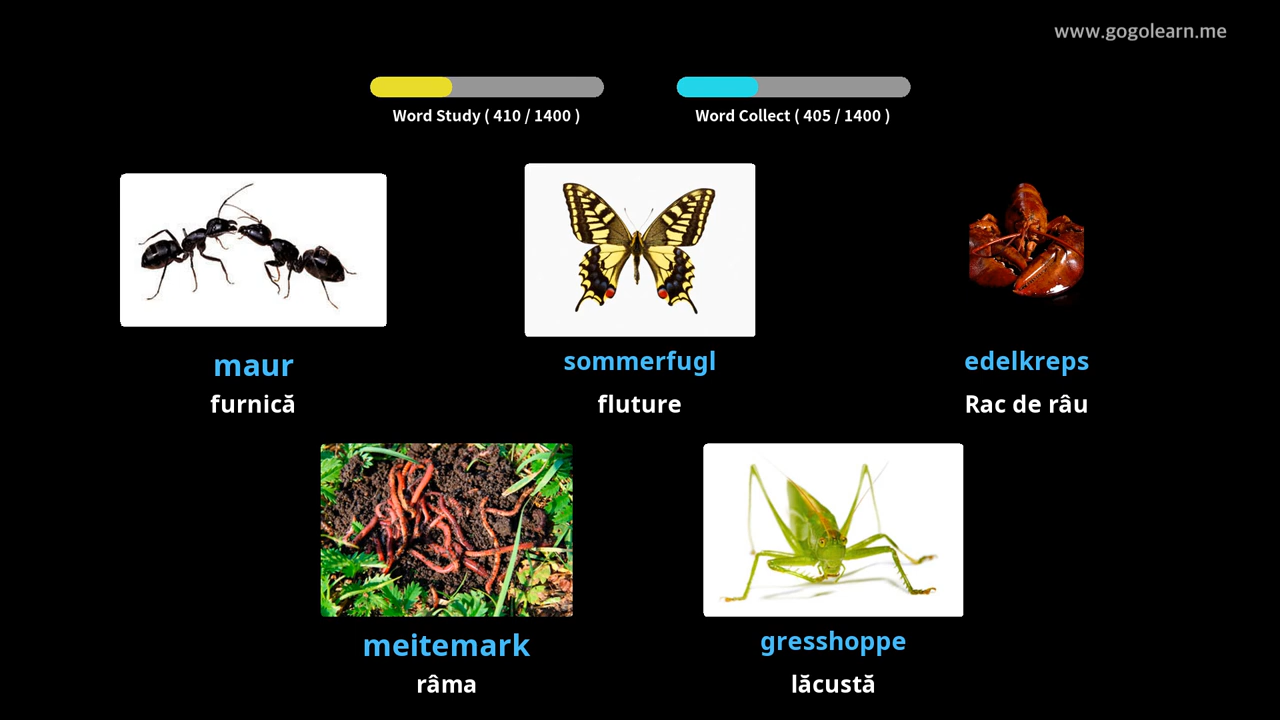 www.gogolearn.me
Word Study ( 410 / 1400 )
Word Collect ( 405 / 1400 )
maur
furnică
sommerfugl
fluture
edelkreps
Rac de râu
meitemark
râma
gresshoppe
lăcustă